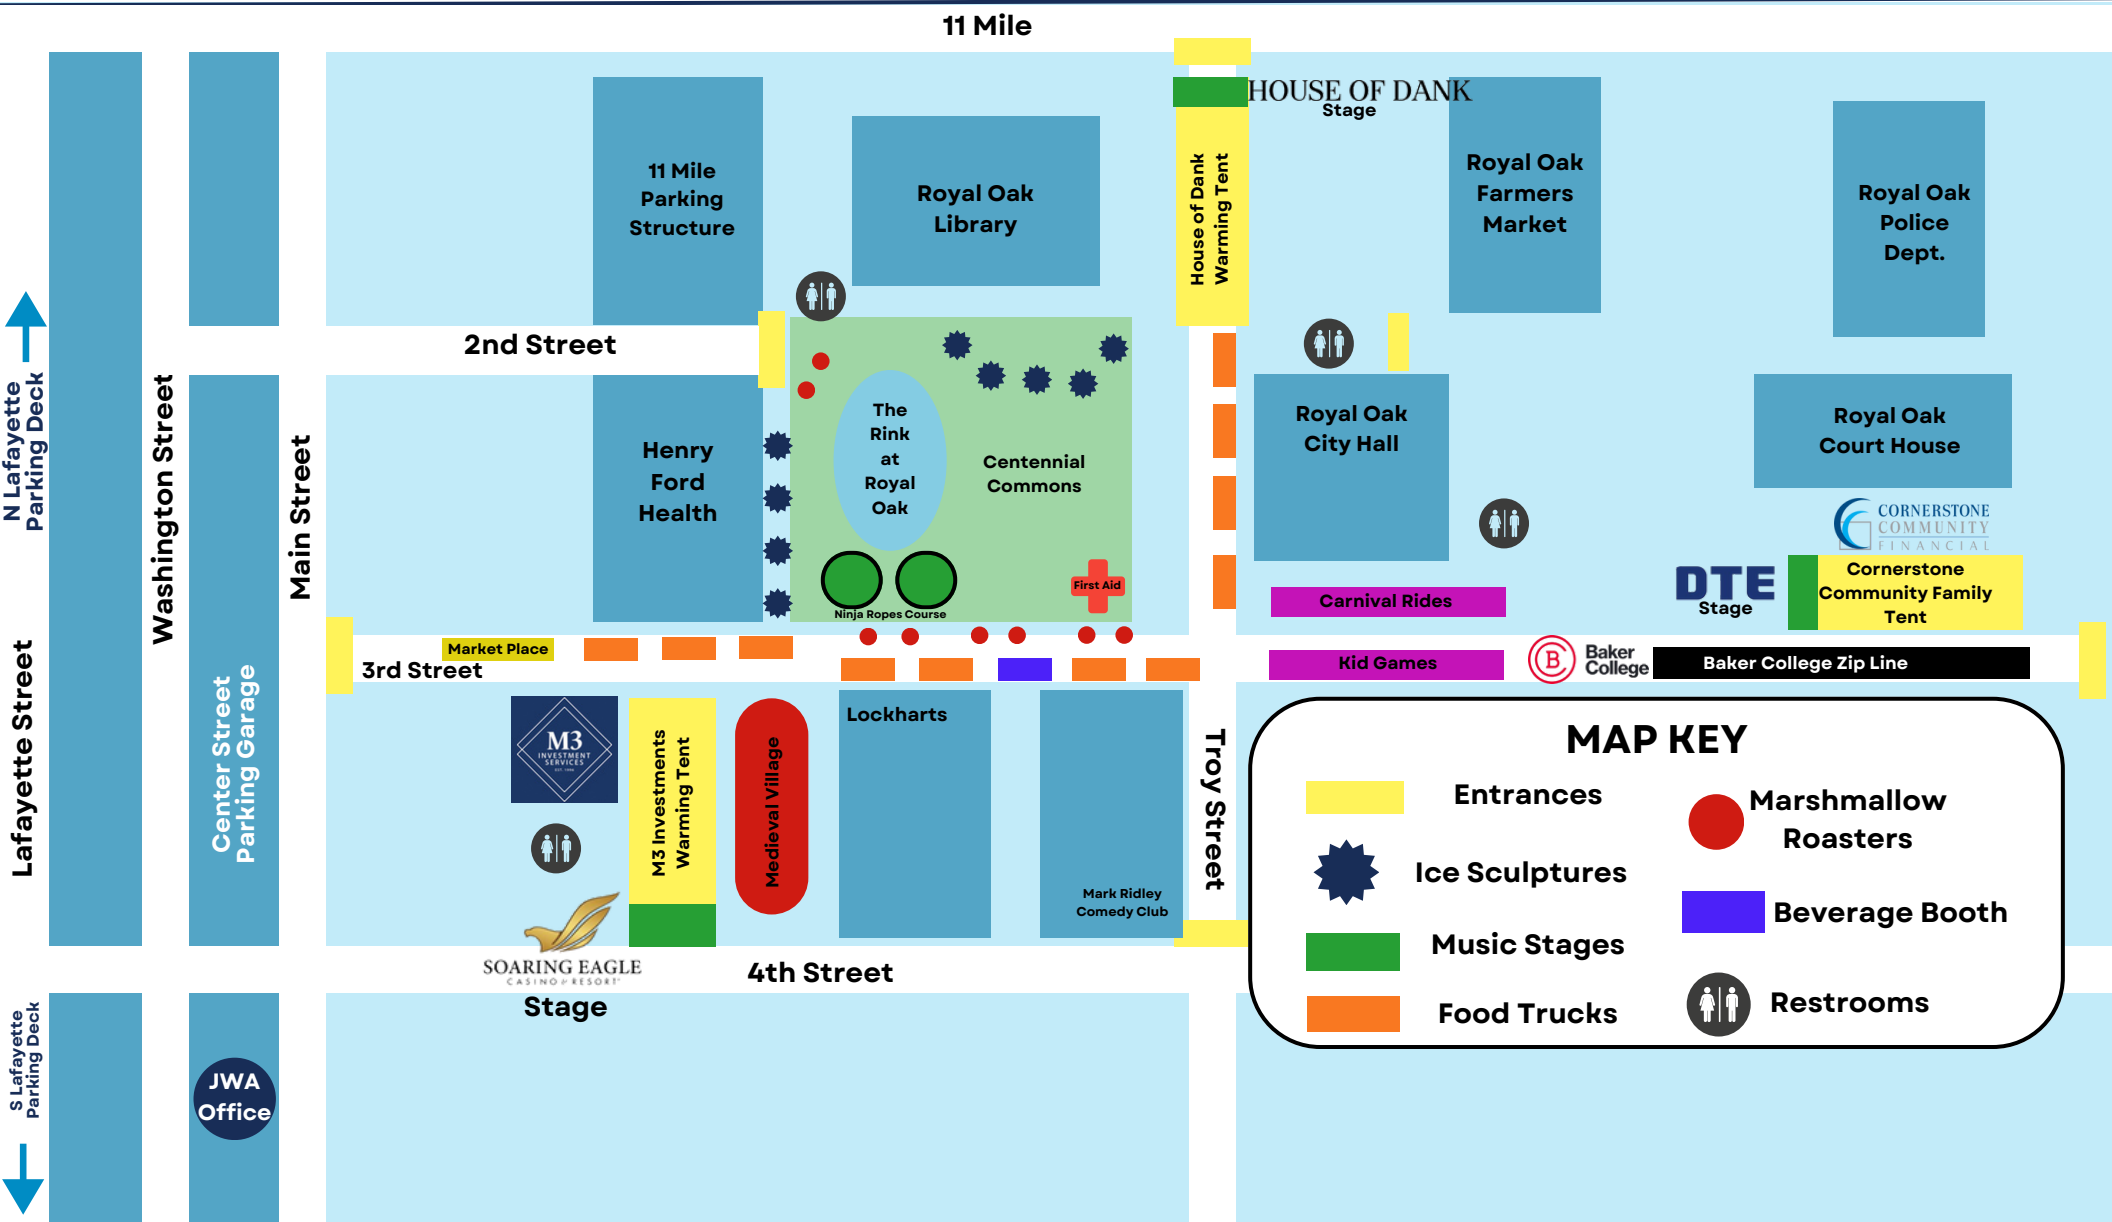 11 Mile
HOUSE OF DANK
Stage
11 Mile
Parking
Structure
Royal Oak
Library
House of Dank
Warming Tent
Royal Oak
Farmers
Market
Royal Oak
Police
Dept.
2nd Street
N Lafayette
Parking Deck
Washington Street
Main Street
Henry
Ford
Health
The
Rink
at
Royal
Oak
Centennial
Commons
First Aid
Ninja Ropes Course
Royal Oak
City Hall
Royal Oak
Court House
CORNERSTONE
COMMUNITY
FINANCIAL
DTE
Stage
Cornerstone
Community Family
Tent
Carnival Rides
Kid Games
B
Baker
College
Baker College Zip Line
Market Place
3rd Street
Lafayette Street
Center Street
Parking Garage
M3
INVESTMENT
SERVICES
EST 1996
M3 Investments
Warming Tent
Medieval Village
Lockharts
Mark Ridley
Comedy Club
Troy Street
SOARING EAGLE
CASINO & RESORT
Stage
4th Street
S Lafayette
Parking Deck
JWA
Office
MAP KEY
Entrances
Ice Sculptures
Music Stages
Food Trucks
Marshmallow
Roasters
Beverage Booth
Restrooms